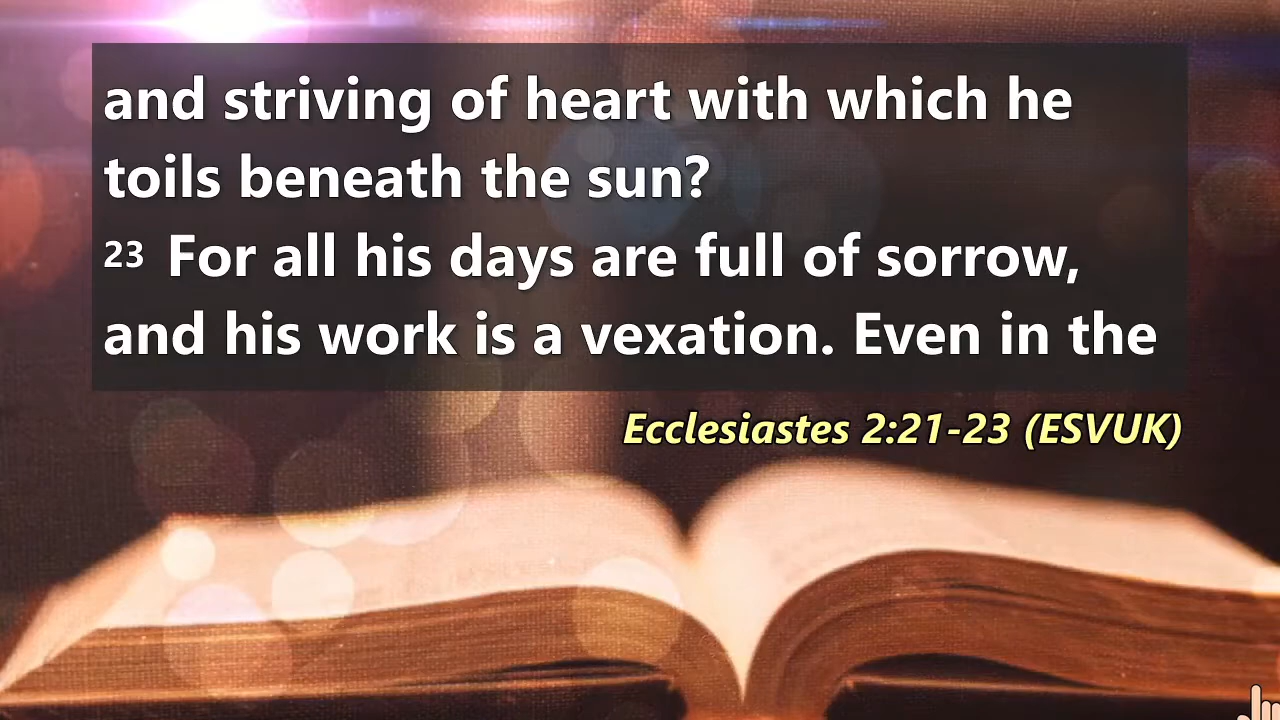 and striving of heart with which he
toils beneath the sun?
23 For all his days are full of sorrow,
and his work is a vexation. Even in the
Ecclesiastes 2:21-23 (ESVUK)